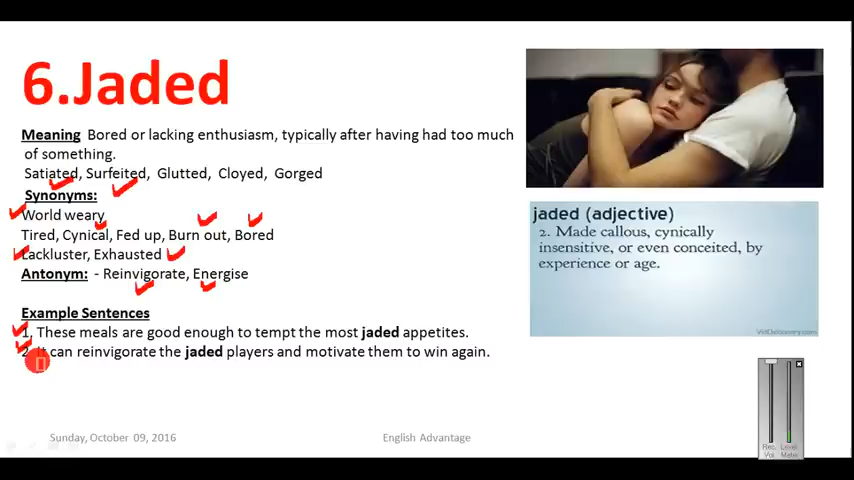 6.Jaded
Meaning Bored or lacking enthusiasm, typically after having had too much
of something.
Satiated, Surfeited, Glutted, Cloyed, Gorged
Synonyms:
World weary
Tired, Cynical, Fed up, Burn out, Bored
Lackluster, Exhausted
Antonym: - Reinvigorate, Energise
Example Sentences
1. These meals are good enough to tempt the most jaded appetites.
2. It can reinvigorate the jaded players and motivate them to win again.
jaded (adjective)
2. Made callous, cynically
insensitive, or even conceited, by
experience or age.
Sunday, October 09, 2016
English Advantage
Rec. Level
Vol Meter